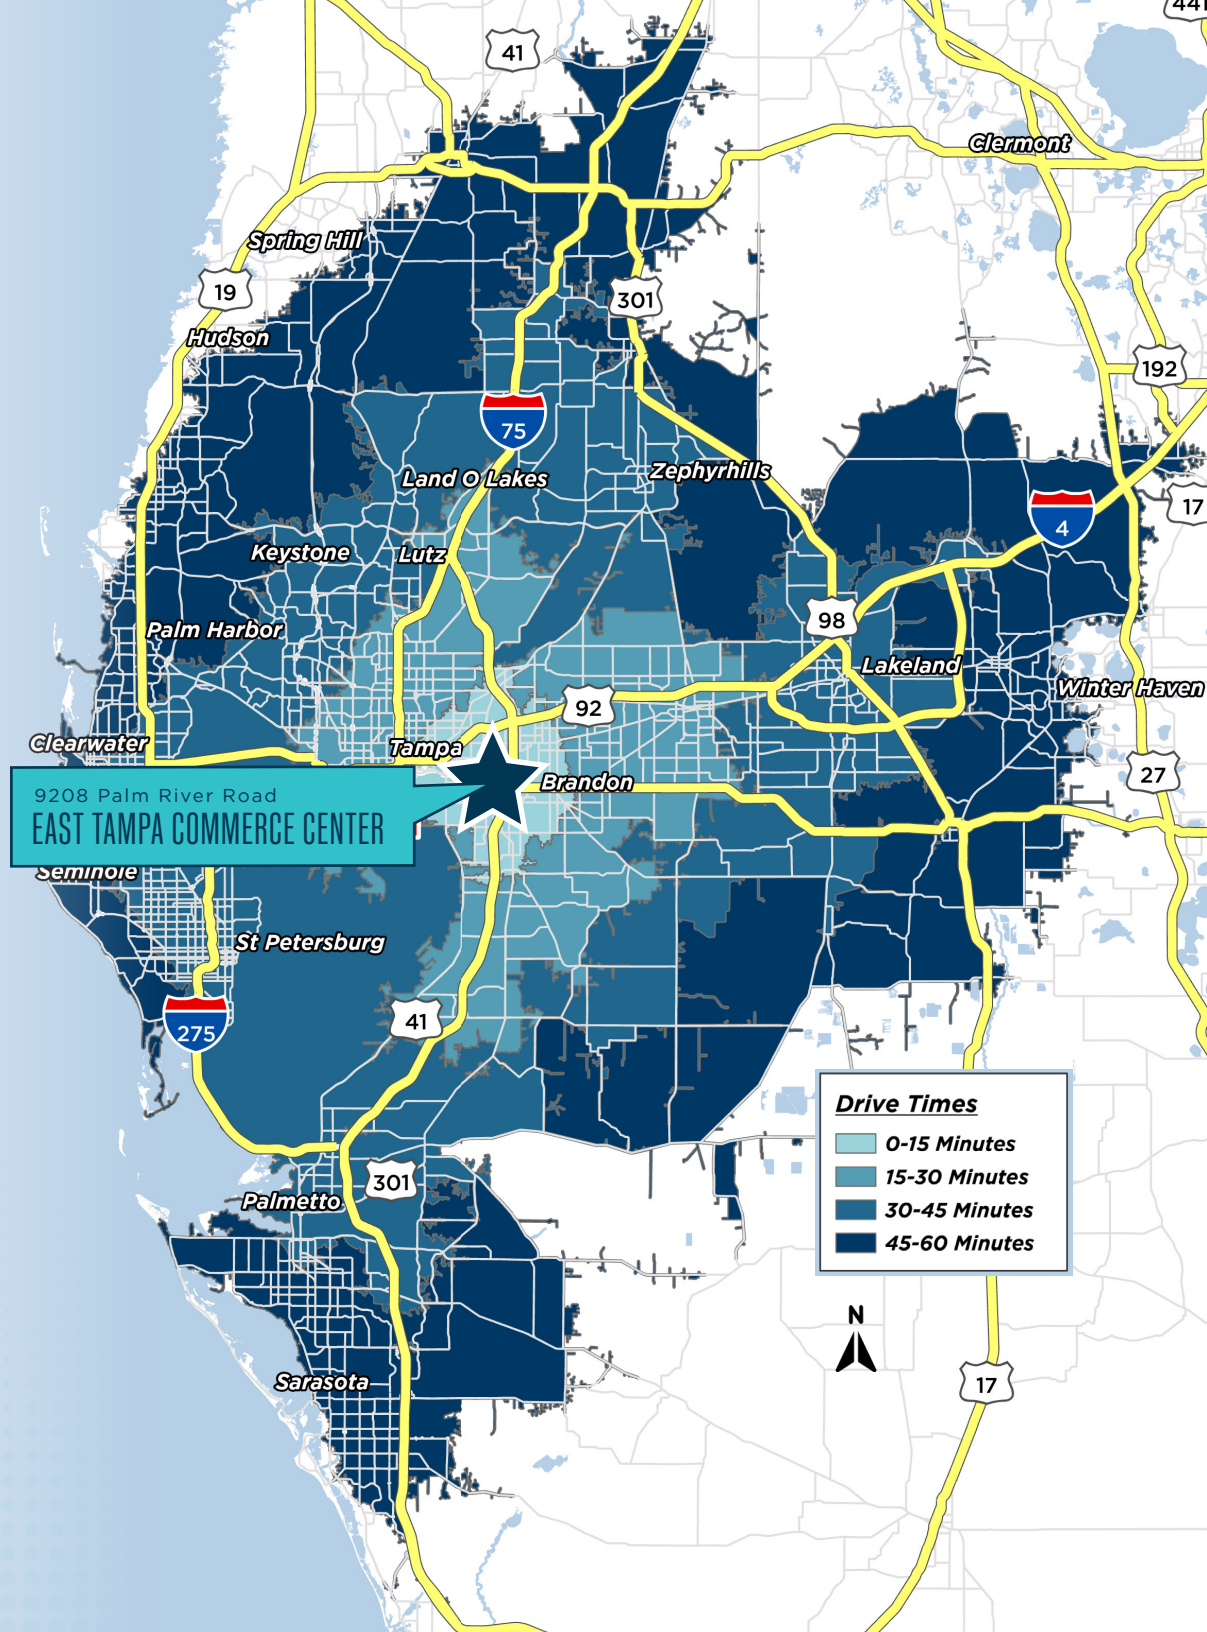 441
41
Clermont
Spring Hill
19
301
Hudson
192
75
Land O Lakes
Zephyrhills
17
4
Keystone
Lutz
98
Palm Harbor
Lakeland
Winter Haven
92
Clearwater
Tampa
27
Brandon
9208 Palm River Road
EAST TAMPA COMMERCE CENTER
Seminole
St Petersburg
41
275
Drive Times
0-15 Minutes
15-30 Minutes
30-45 Minutes
45-60 Minutes
301
Palmetto
N
Sarasota
17